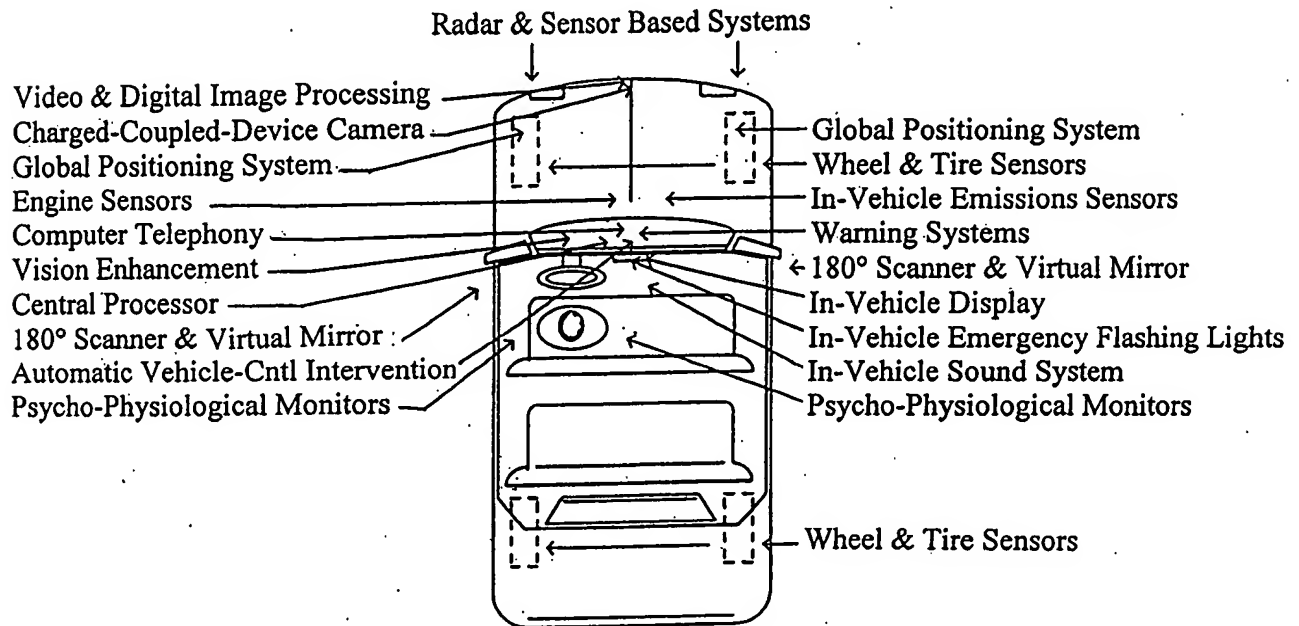 Radar & Sensor Based Systems
Video & Digital Image Processing
Charged-Coupled-Device Camera
Global Positioning System
Engine Sensors
Computer Telephony
Vision Enhancement
Central Processor
180° Scanner & Virtual Mirror
Automatic Vehicle-Cntl Intervention
Psycho-Physiological Monitors
Global Positioning System
Wheel & Tire Sensors
In-Vehicle Emissions Sensors
Warning Systems
180° Scanner & Virtual Mirror
In-Vehicle Display
In-Vehicle Emergency Flashing Lights
In-Vehicle Sound System
Psycho-Physiological Monitors
Wheel & Tire Sensors